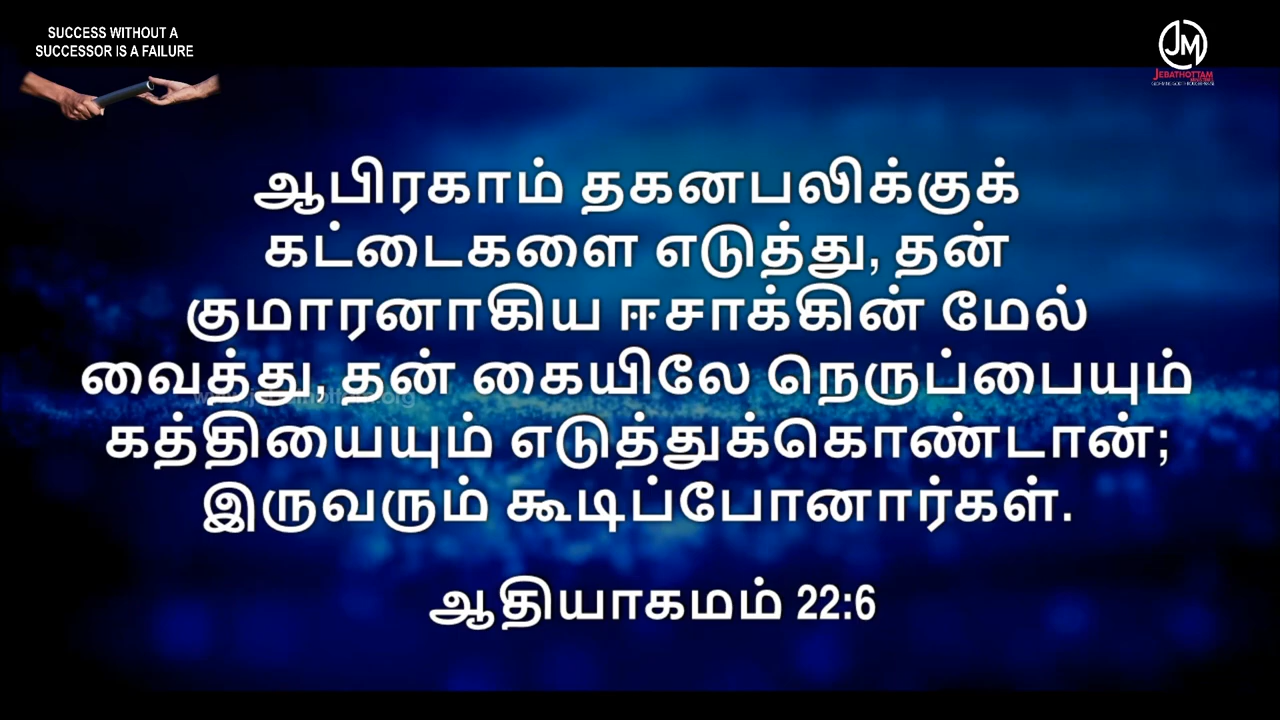 SUCCESS WITHOUT A
SUCCESSOR IS A FAILURE
JM
JEBATHOTTAM
ஆபிரகாம் தகனபலிக்குக்
கட்டைகளை எடுத்து, தன்
குமாரனாகிய ஈசாக்கின் மேல்
வைத்து, தன் கையிலே நெருப்பையும்
கத்தியையும் எடுத்துக்கொண்டான்;
இருவரும் கூடிப்போனார்கள்.
ஆதியாகமம் 22:6